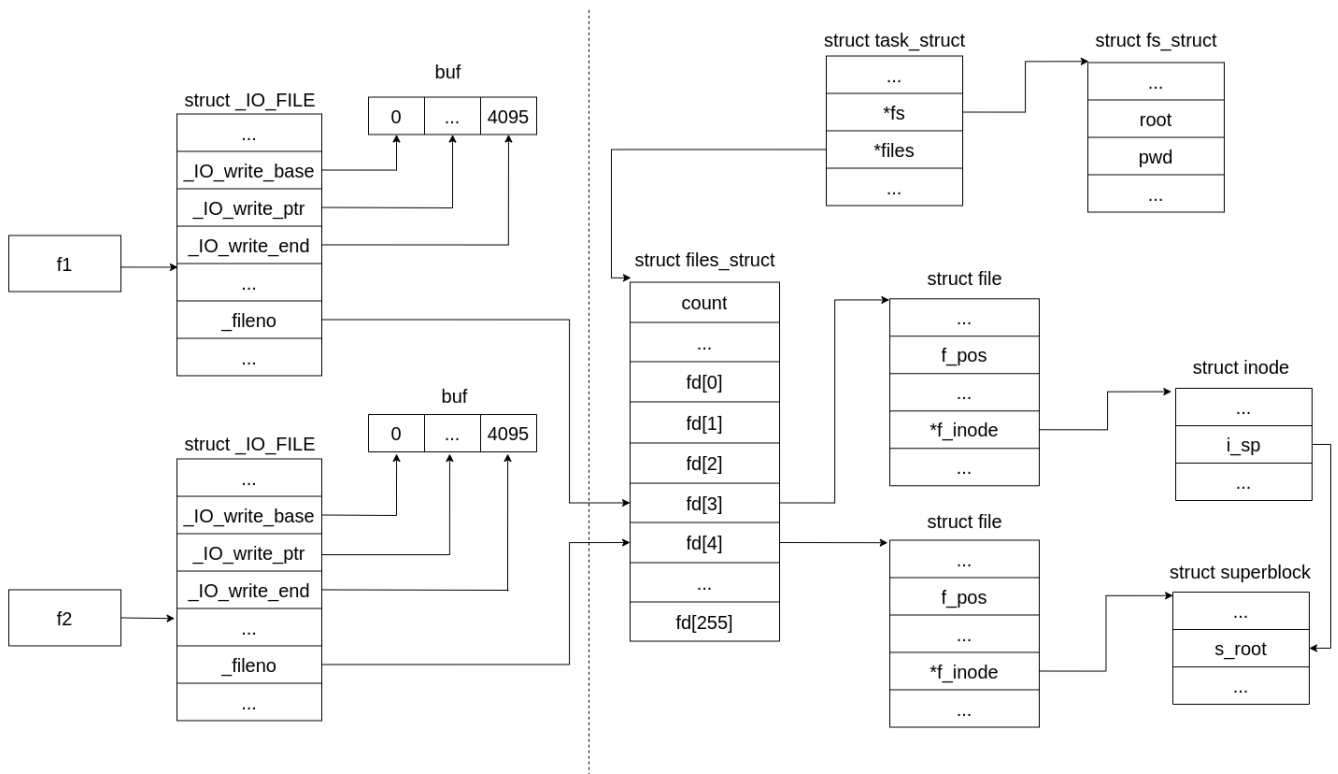 f1
struct _IO_FILE
...
_IO_write_base
_IO_write_ptr
_IO_write_end
...
_fileno
...
buf
0 ... 4095
f2
struct _IO_FILE
...
_IO_write_base
_IO_write_ptr
_IO_write_end
...
_fileno
...
buf
0 ... 4095
struct task_struct
...
*fs
*files
...
struct fs_struct
...
root
pwd
...
struct files_struct
count
...
fd[0]
fd[1]
fd[2]
fd[3]
fd[4]
...
fd[255]
struct file
...
f_pos
...
*f_inode
...
struct file
...
f_pos
...
*f_inode
...
struct inode
...
i_sp
...
struct superblock
...
s_root
...